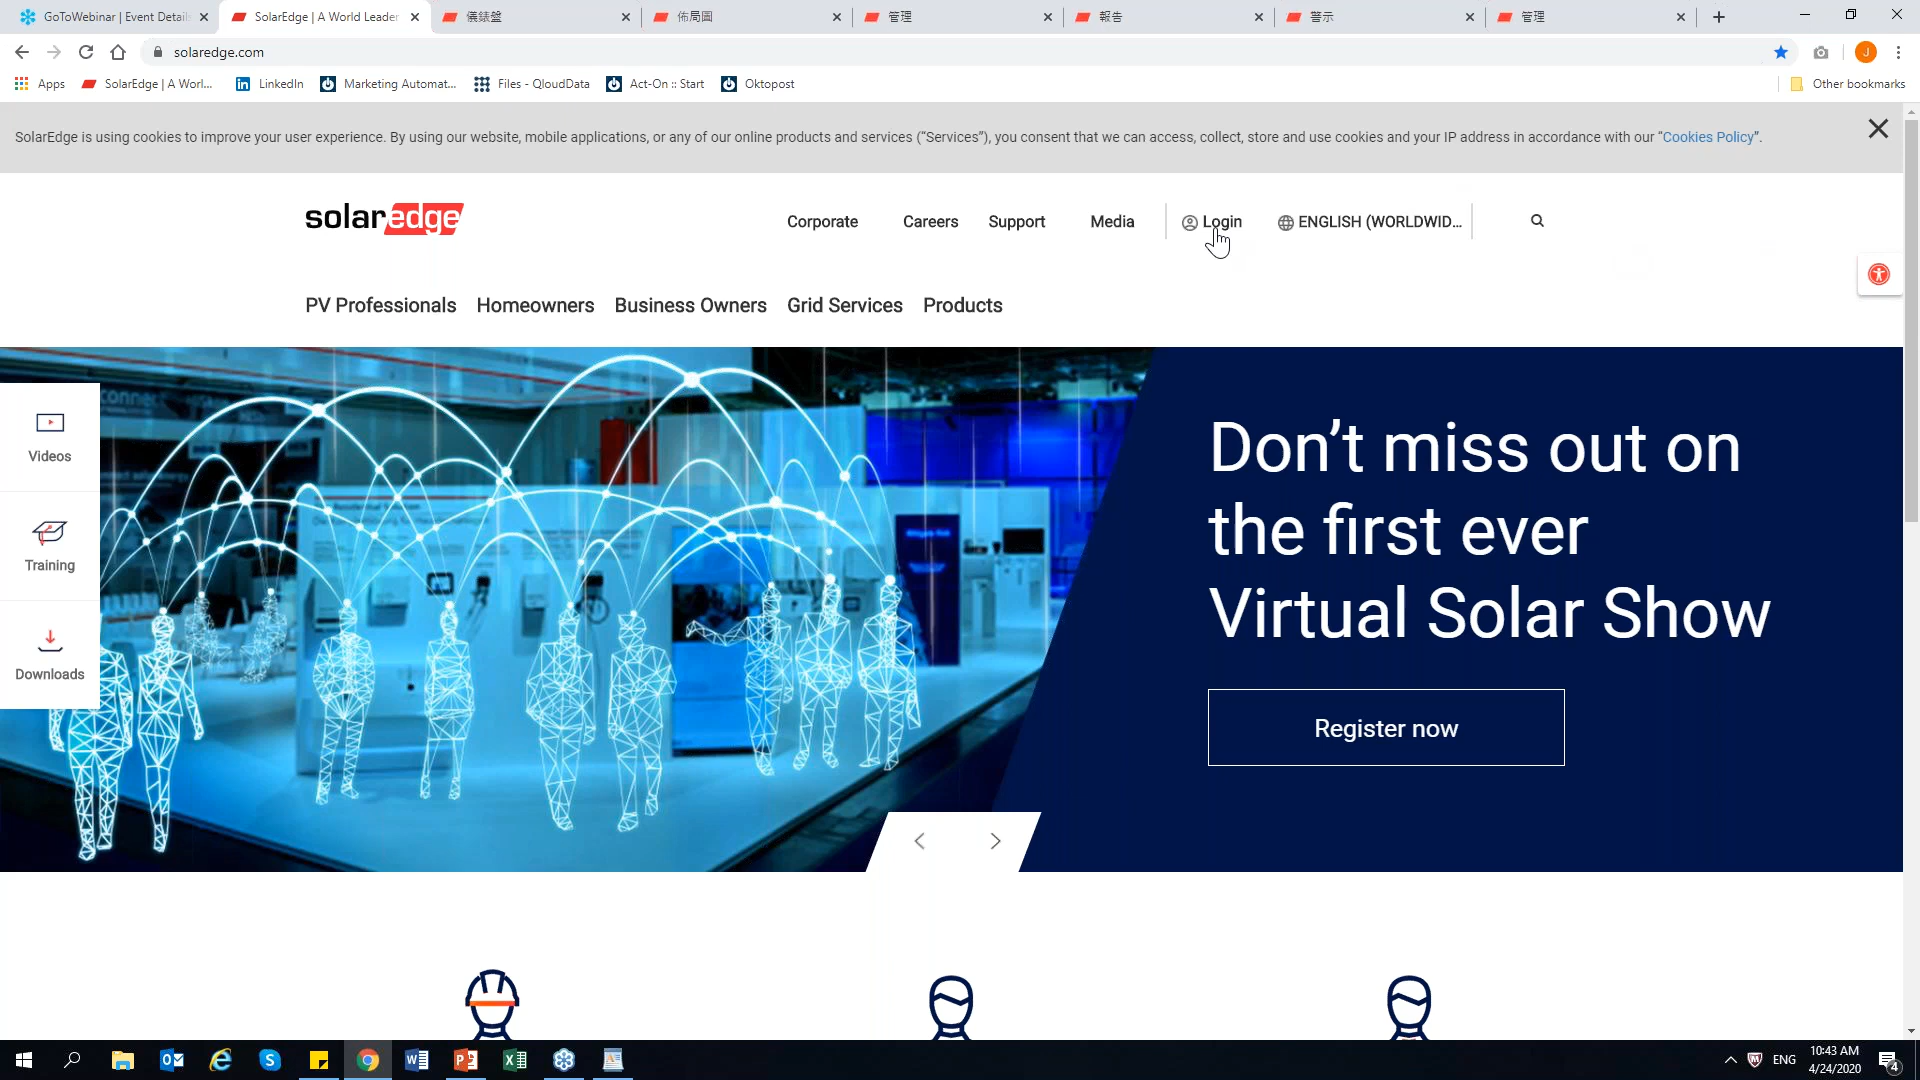 GoToWebinar | Event Details
SolarEdge | A World Leader
儀錶盤
佈局圖
管理
報告
警示
管理
solaredge.com
J
Apps
SolarEdge | A Worl...
LinkedIn
Marketing Automat...
Files - QloudData
Act-On :: Start
Oktopost
Other bookmarks
SolarEdge is using cookies to improve your user experience. By using our website, mobile applications, or any of our online products and services (“Services”), you consent that we can access, collect, store and use cookies and your IP address in accordance with our “Cookies Policy”.
solaredge
Corporate
Careers
Support
Media
Login
ENGLISH (WORLDWID...
PV Professionals
Homeowners
Business Owners
Grid Services
Products
Videos
Training
Downloads
Don’t miss out on
the first ever
Virtual Solar Show
Register now
ENG
10:43 AM
4/24/2020
4